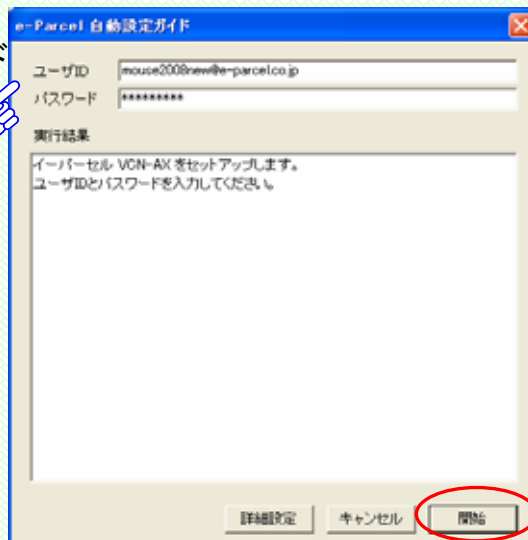 e-Parcel 自動設定ガイド
ど
ユーザID mouse2008new@e-parcel.co.jp
パスワード *********
実行結果
イーパーセル VCN-AX をセットアップします。
ユーザIDとパスワードを入力してください。
詳細設定 キャンセル 開始